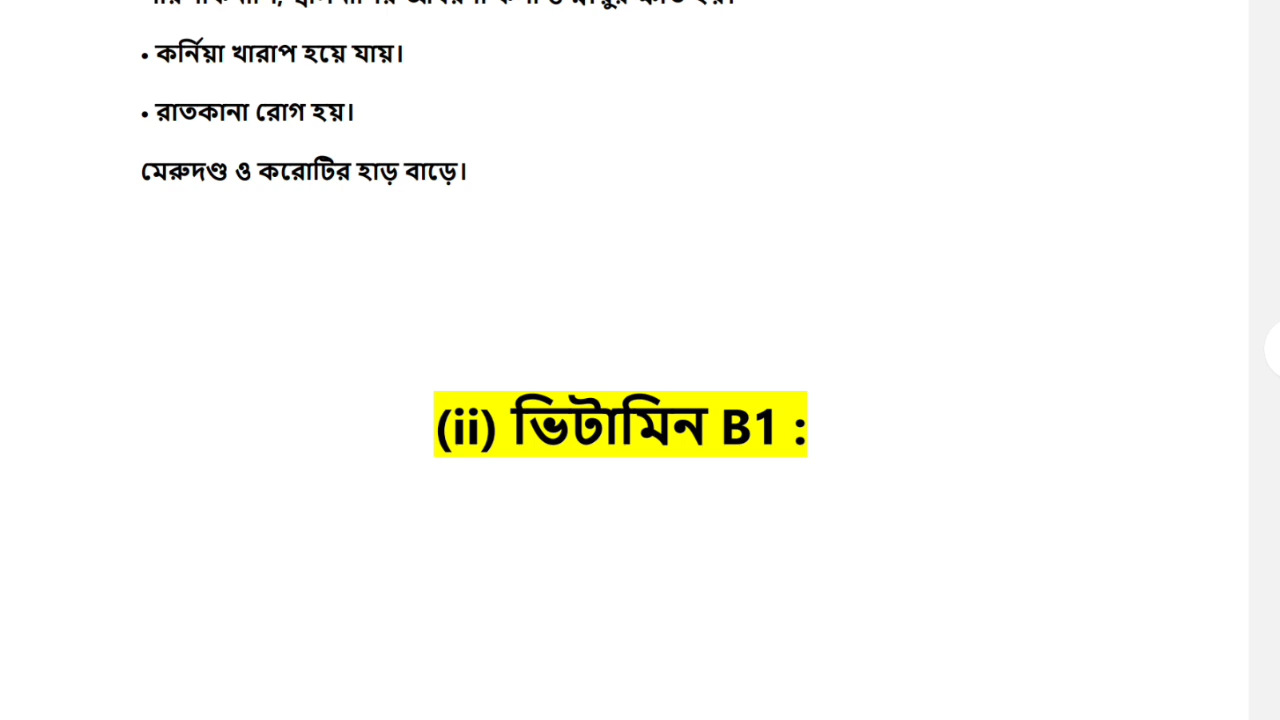 • কর্নিয়া খারাপ হয়ে যায়।
• রাতকানা রোগ হয়।
মেরুদণ্ড ও করোটির হাড় বাড়ে।
(ii) ভিটামিন B1 :